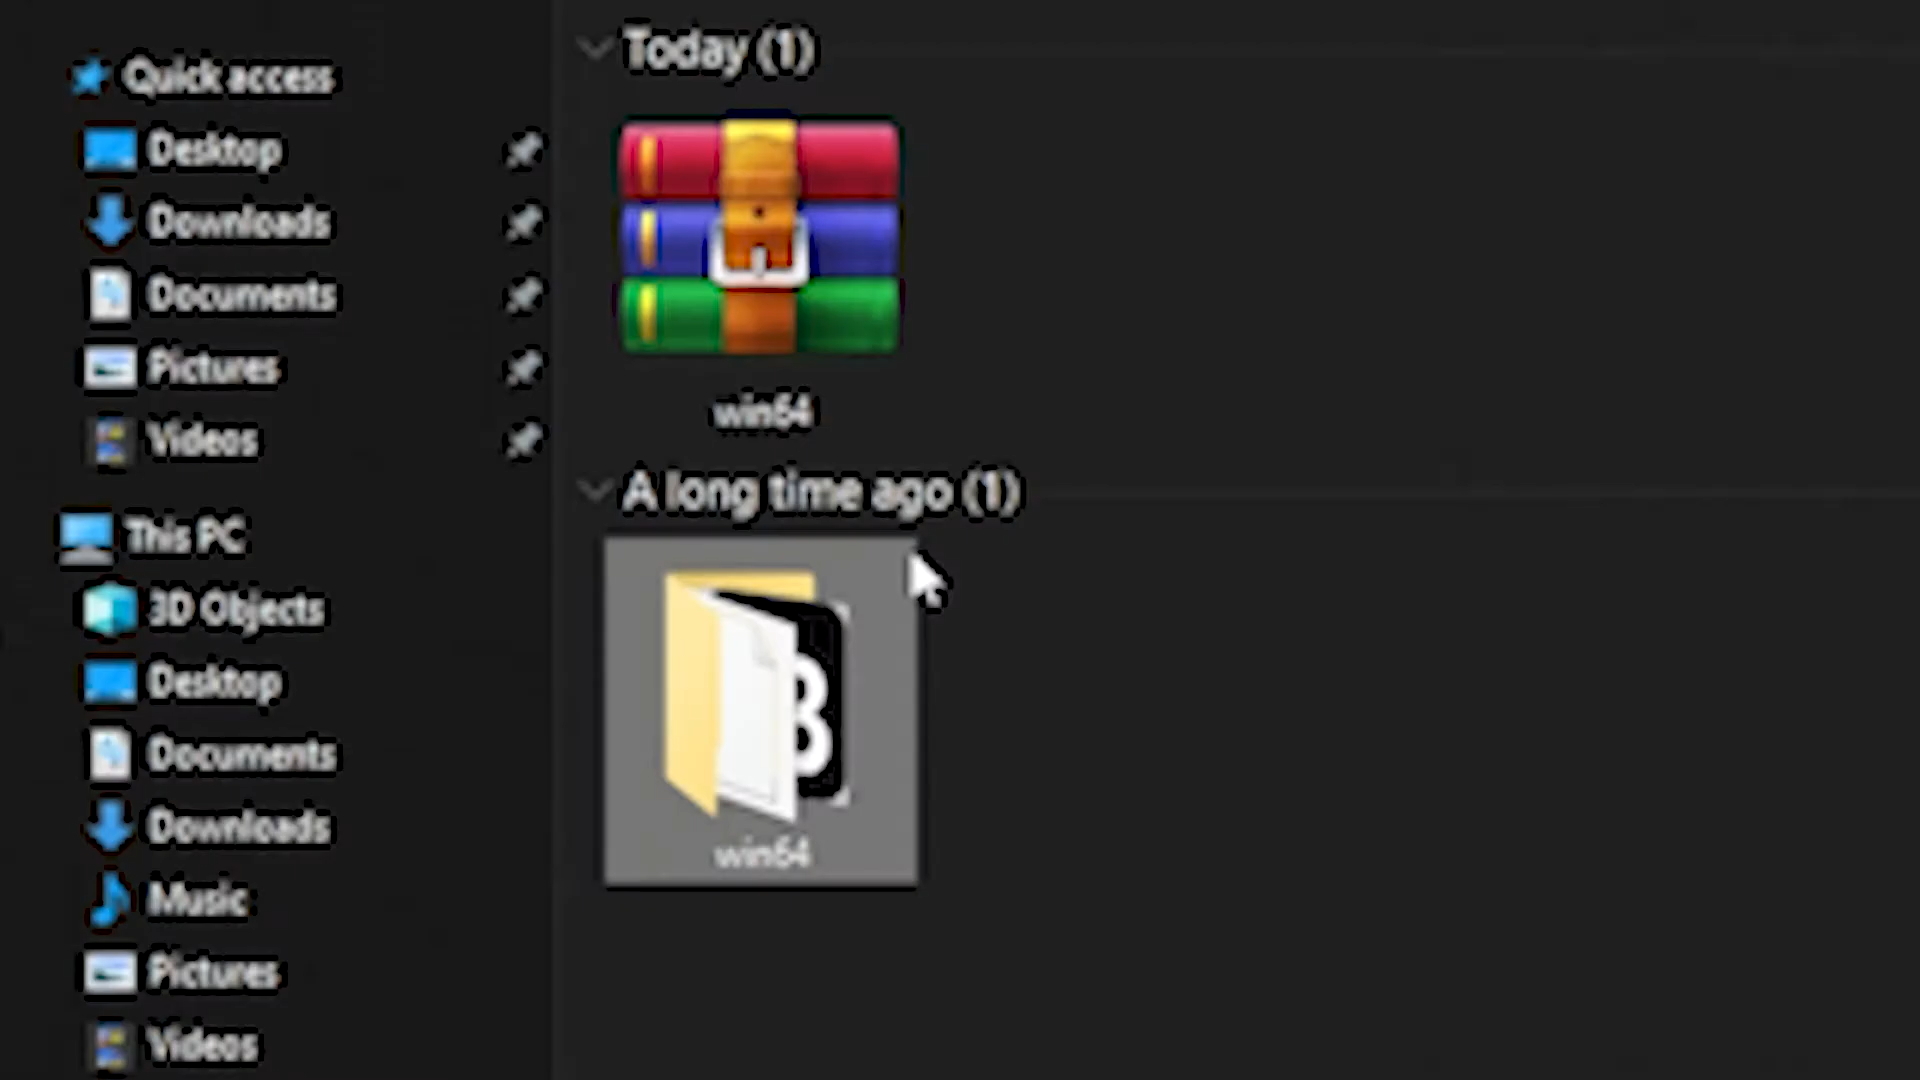 Quick access
Desktop
Downloads
Documents
Pictures
Videos
This PC
3D Objects
Desktop
Documents
Downloads
Music
Pictures
Videos
Today (1)
win64
A long time ago (1)
3
win64